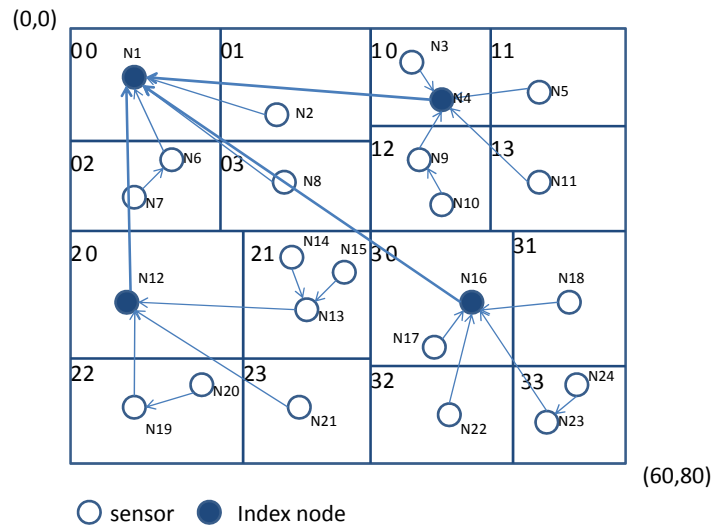 (0,0)
00 01 10 11
N1 N3
N4 N5
N2
02 03 12 13
N6 N9
N8 N11
N7 N10
20 21 30 31
N14 N15
N12 N16 N18
N13
N17
22 23 32 33
N20 N24
N19 N21 N22 N23
(60,80)
sensor Index node